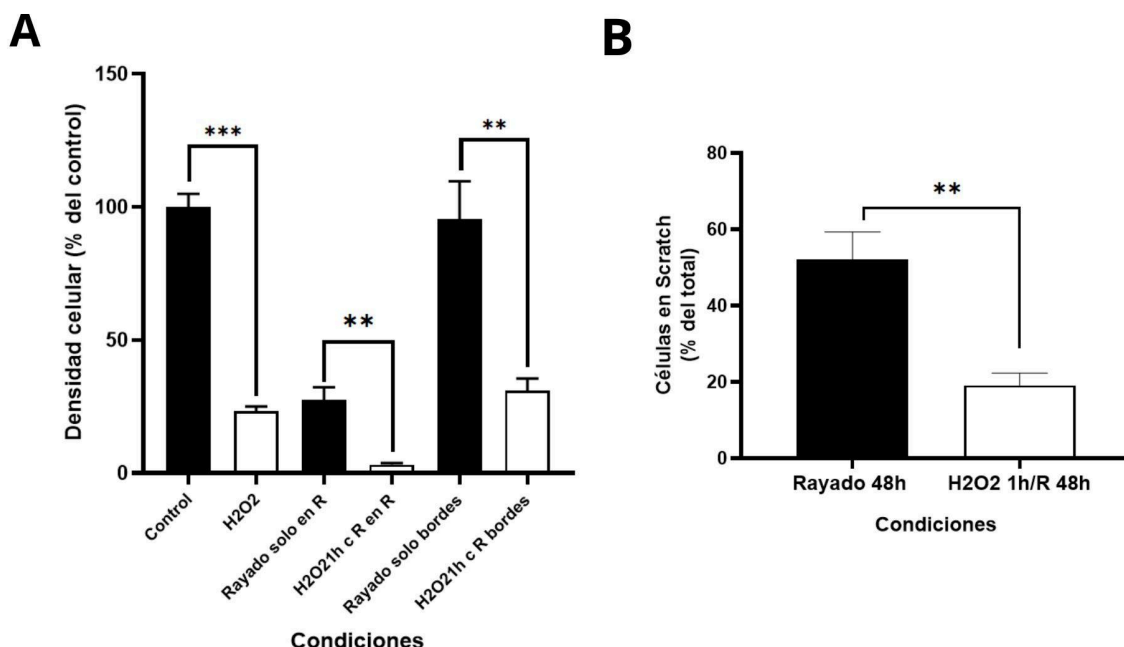 A
Densidad celular (% del control)
150
100
50
0
***
**
**
Control
H2O2
Rayado solo en R
H2O21h c R en R
Rayado solo bordes
H2O21h c R bordes
Condiciones
B
Células en Scratch
(% del total)
80
60
40
20
0
**
Rayado 48h
H2O2 1h/R 48h
Condiciones